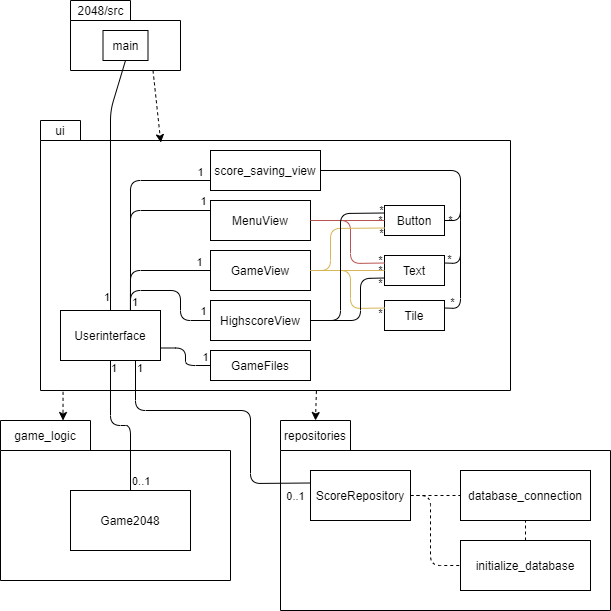 2048/src
main
ui
1
score_saving_view
1
MenuView
*
*
*
Button
*
1
GameView
*
*
*
Text
*
1
1
1
HighscoreView
*
Tile
*
Userinterface
1
GameFiles
1
1
game_logic
repositories
0..1
Game2048
0..1
ScoreRepository
database_connection
initialize_database